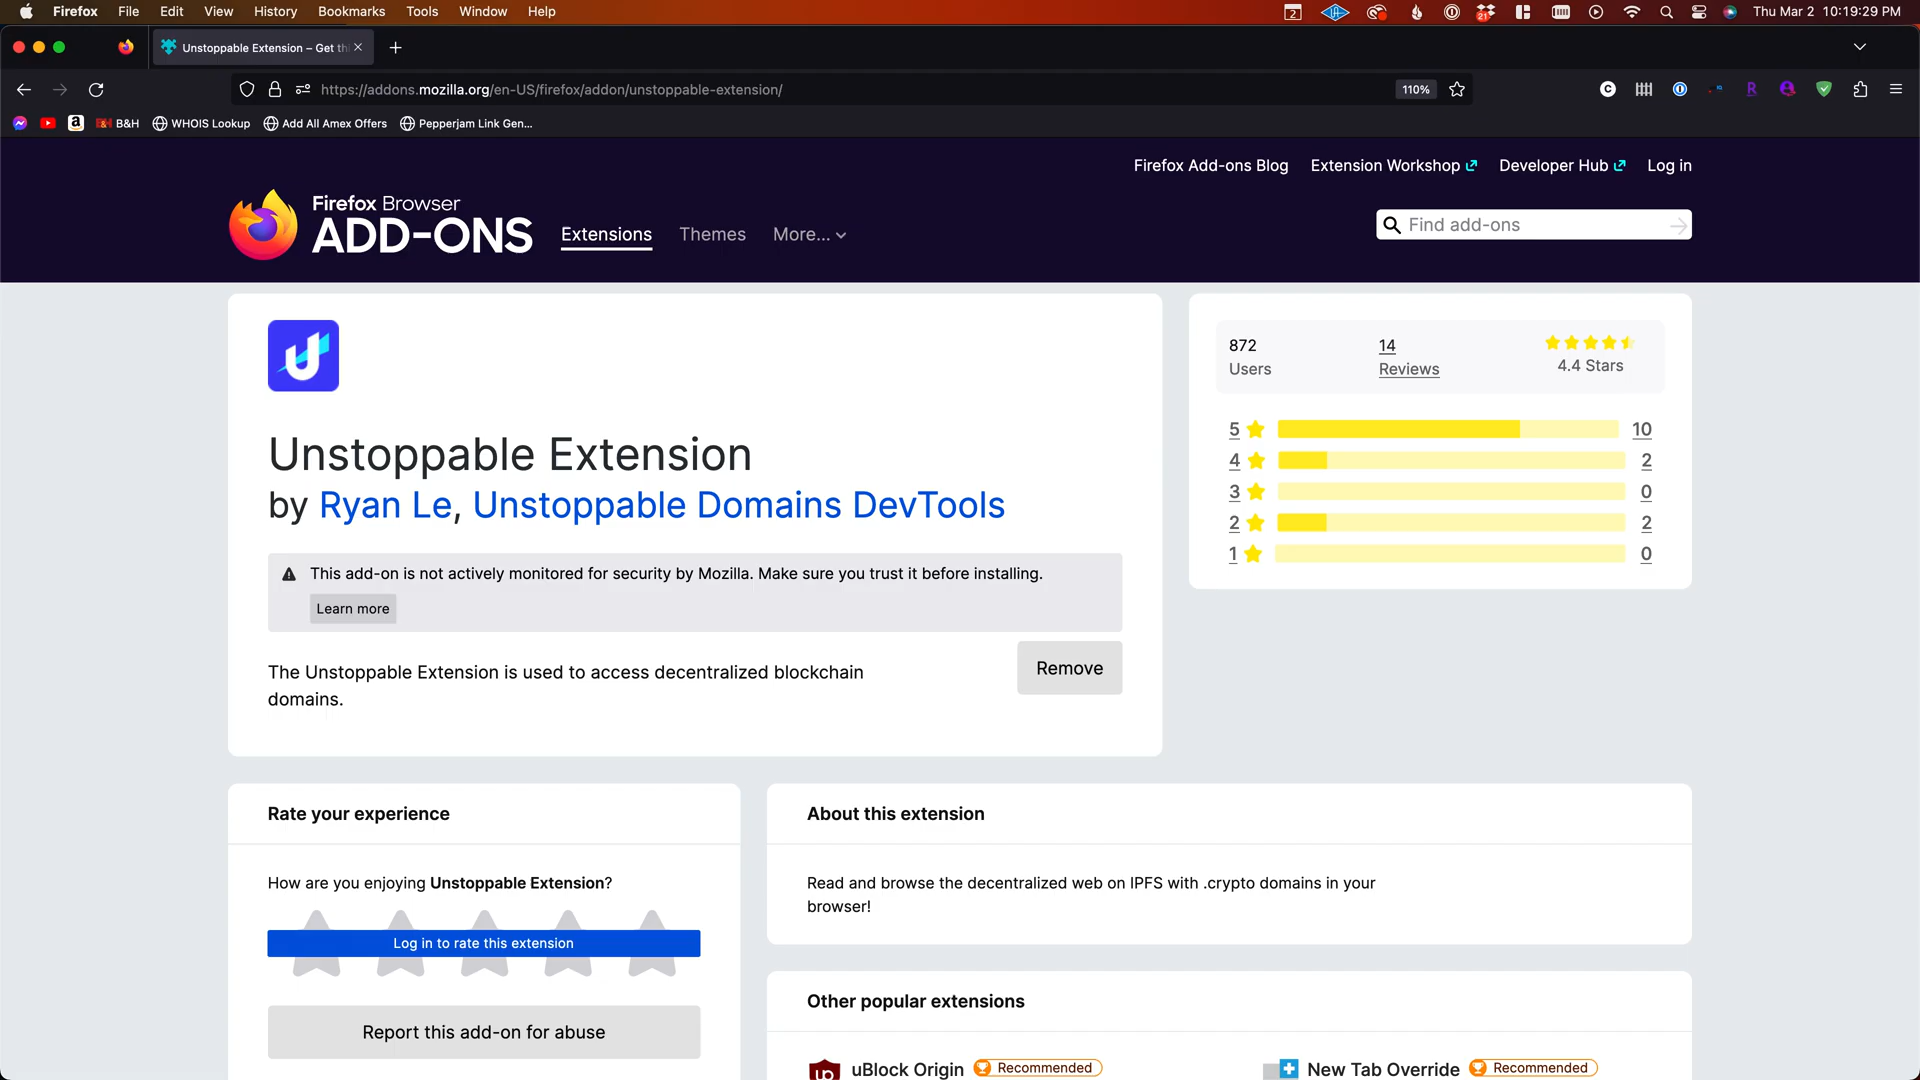 Firefox File Edit View History Bookmarks Tools Window Help
2
21
Thu Mar 2 10:19:29 PM
Unstoppable Extension – Get th
https://addons.mozilla.org/en-US/firefox/addon/unstoppable-extension/
110%
B&H WHOIS Lookup Add All Amex Offers Pepperjam Link Gen...
Firefox Add-ons Blog Extension Workshop Developer Hub Log in
Firefox Browser
ADD-ONS
Extensions Themes More...
Find add-ons
Unstoppable Extension
by Ryan Le, Unstoppable Domains DevTools
This add-on is not actively monitored for security by Mozilla. Make sure you trust it before installing.
Learn more
The Unstoppable Extension is used to access decentralized blockchain
domains.
Remove
872 14
Users Reviews 4.4 Stars
5 10
4 2
3 0
2 2
1 0
Rate your experience
How are you enjoying Unstoppable Extension?
Log in to rate this extension
Report this add-on for abuse
About this extension
Read and browse the decentralized web on IPFS with .crypto domains in your
browser!
Other popular extensions
uBlock Origin Recommended
New Tab Override Recommended